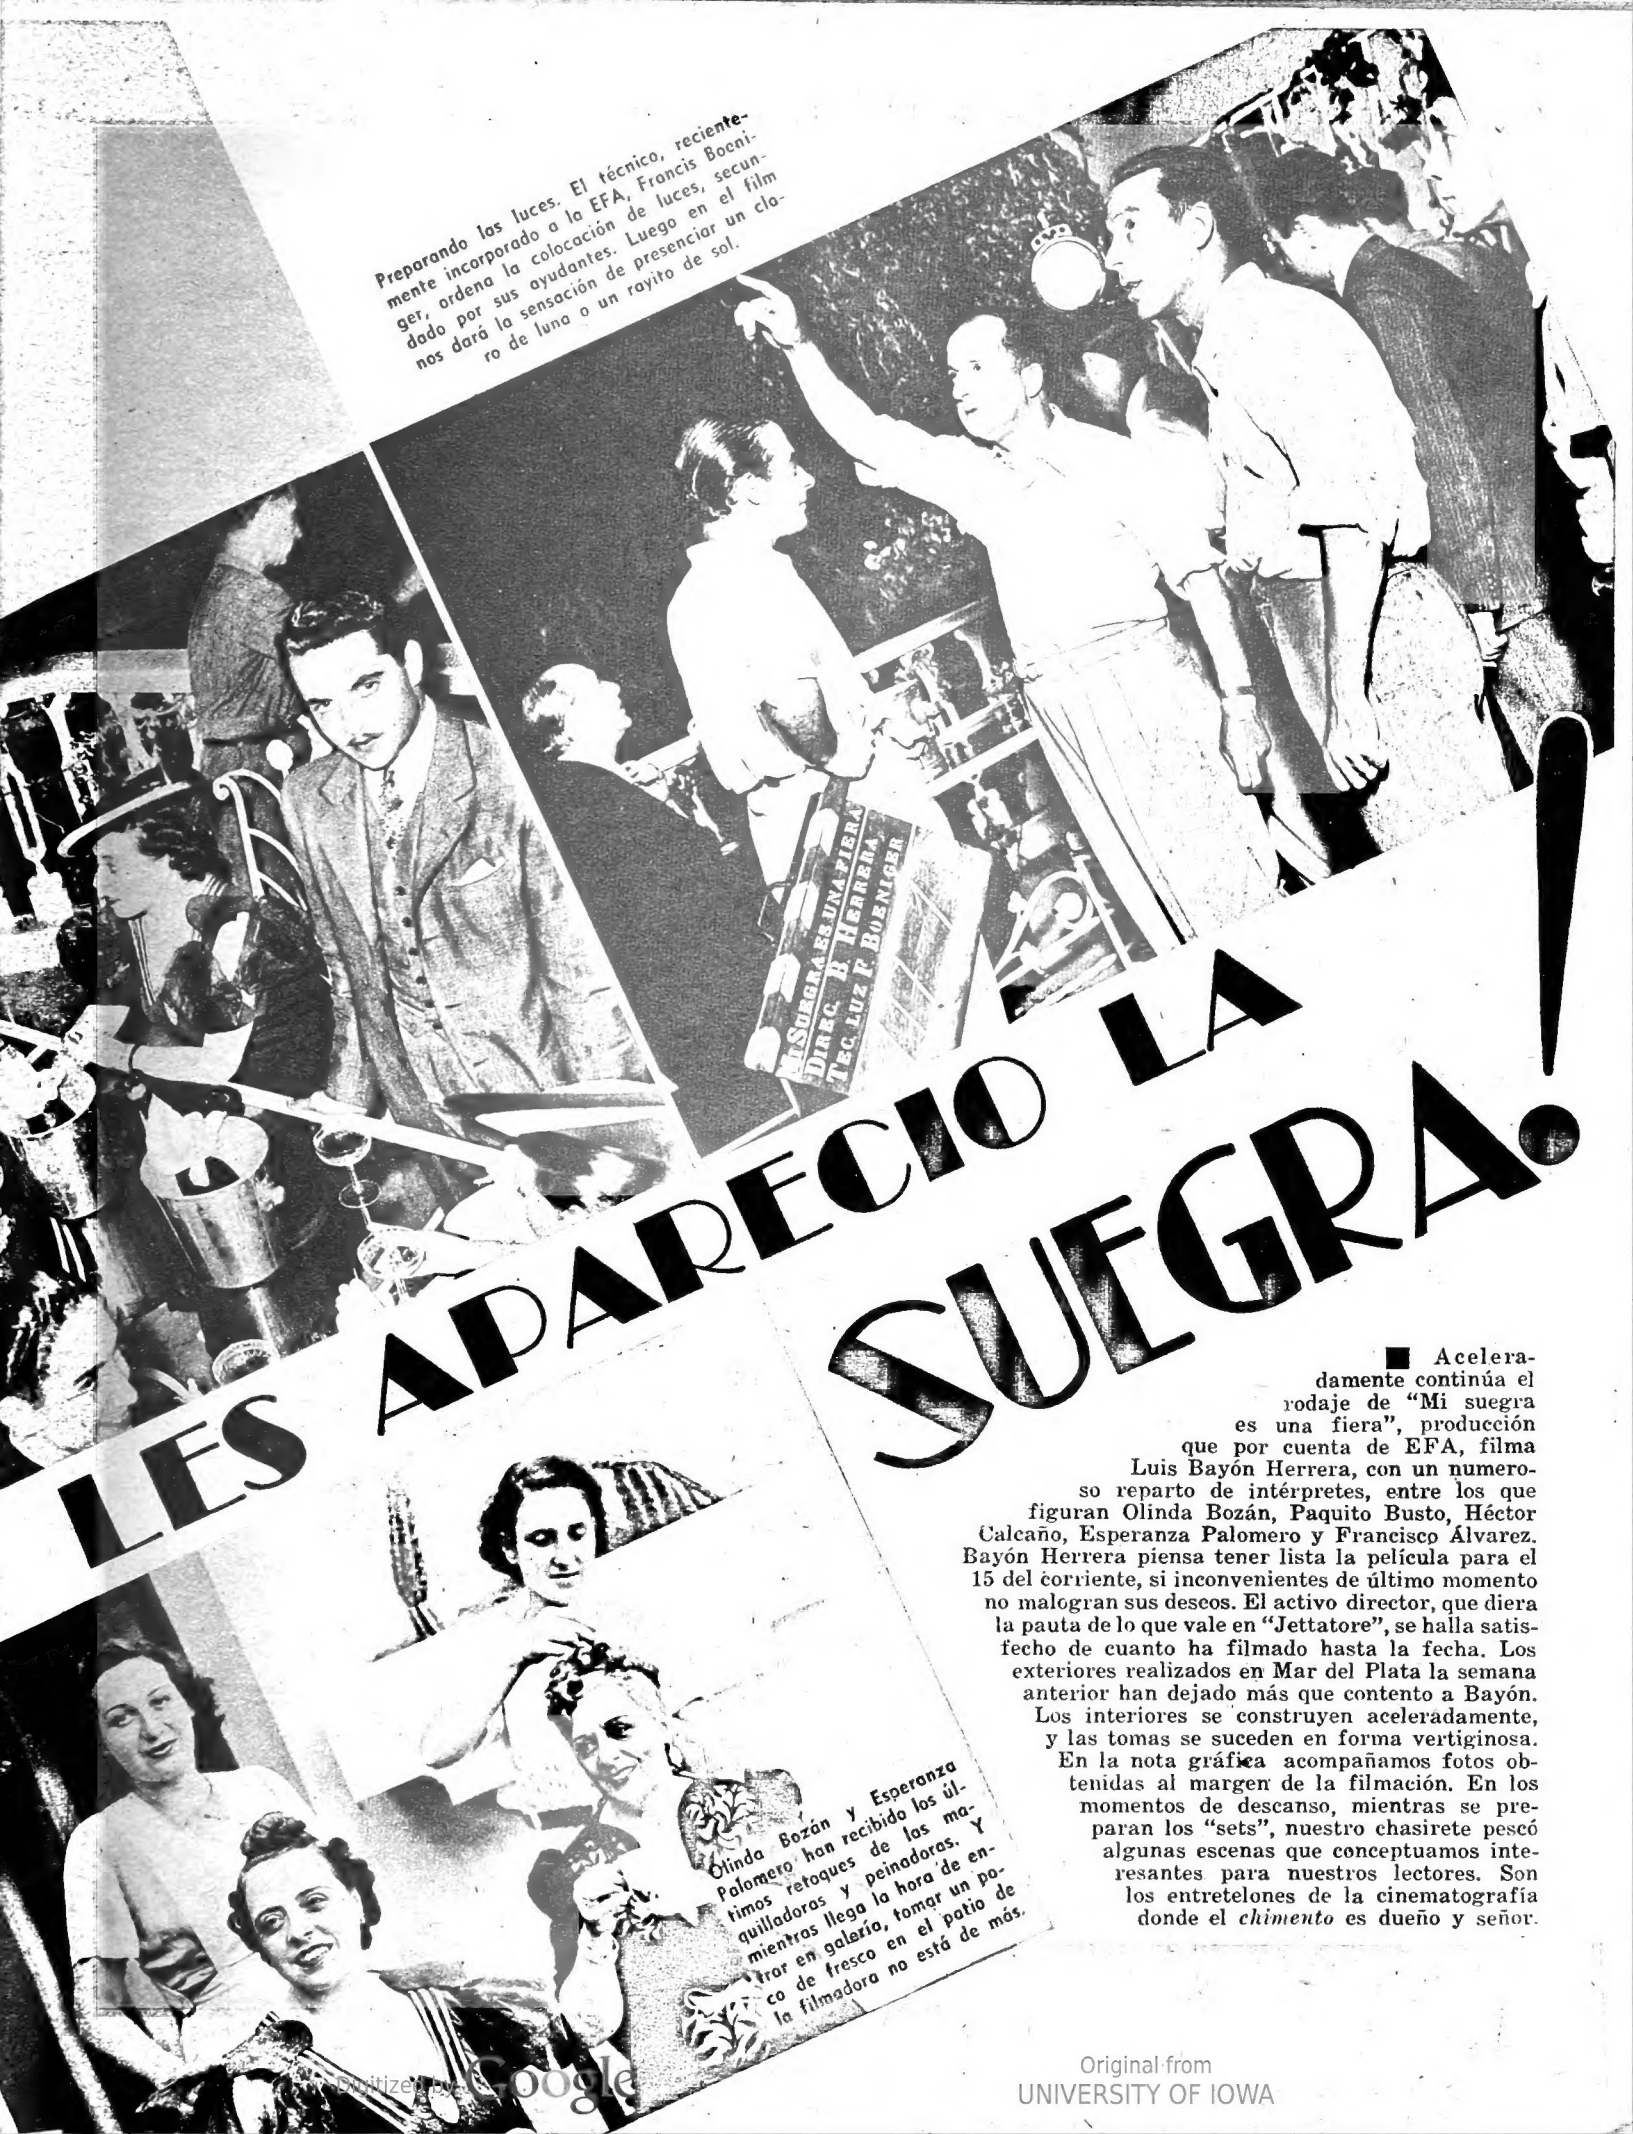 Preparando las luces. El técnico, reciente-
mente incorporado a la EFA, Francis Boeni-
ger, ordena la colocación de luces, secun-
dado por sus ayudantes. Luego en el film
nos dará la sensación de presenciar un cla-
ro de luna o un rayito de sol.
MI SUEGRA ES UNA FIERA
DIREC. B HERRERA
TEC. LUZ F. BOENIGER
LES APARECIO LA
SUEGRA!
■ Acelera-
damente continúa el
rodaje de “Mi suegra
es una fiera”, producción
que por cuenta de EFA, filma
Luis Bayón Herrera, con un numero-
so reparto de intérpretes, entre los que
figuran Olinda Bozán, Paquito Busto, Héctor
Calcaño, Esperanza Palomero y Francisco Álvarez.
Bayón Herrera piensa tener lista la película para el
15 del corriente, si inconvenientes de último momento
no malogran sus deseos. El activo director, que diera
la pauta de lo que vale en “Jettatore”, se halla satis-
fecho de cuanto ha filmado hasta la fecha. Los
exteriores realizados en Mar del Plata la semana
anterior han dejado más que contento a Bayón.
Los interiores se construyen aceleradamente,
y las tomas se suceden en forma vertiginosa.
En la nota gráfica acompañamos fotos ob-
tenidas al margen de la filmación. En los
momentos de descanso, mientras se pre-
paran los “sets”, nuestro chasirete pescó
algunas escenas que conceptuamos inte-
resantes para nuestros lectores. Son
los entretelones de la cinematografía
donde el chimento es dueño y señor.
Olinda Bozán y Esperanza
Palomero han recibido los úl-
timos retoques de las ma-
quilladoras y peinadoras. Y
mientras llega la hora de en-
trar en galería, tomar un po-
co de fresco en el patio de
la filmadora no está de más.
Digitized by Google
Original from
UNIVERSITY OF IOWA